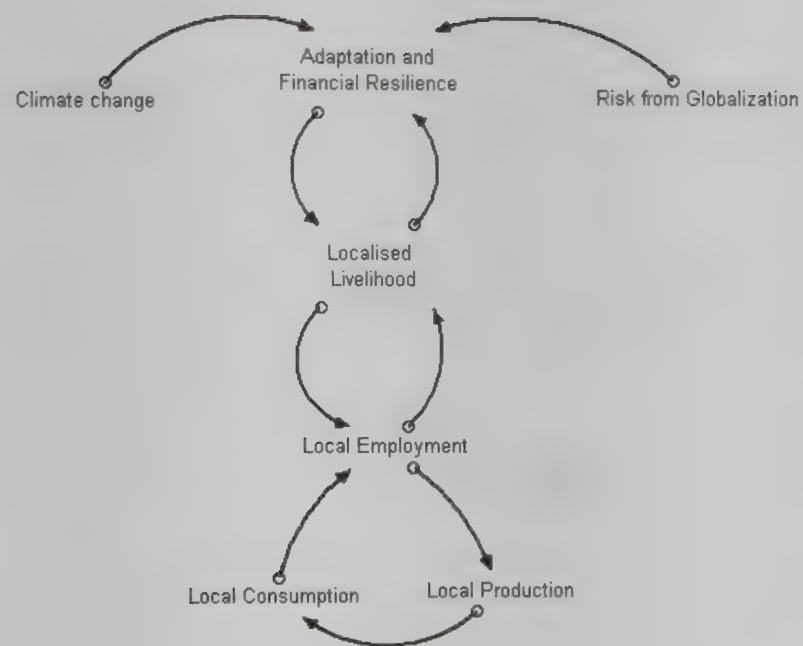 Adaptation and
Financial Resilience
Climate change
Risk from Globalization
Localised
Livelihood
Local Employment
Local Consumption
Local Production